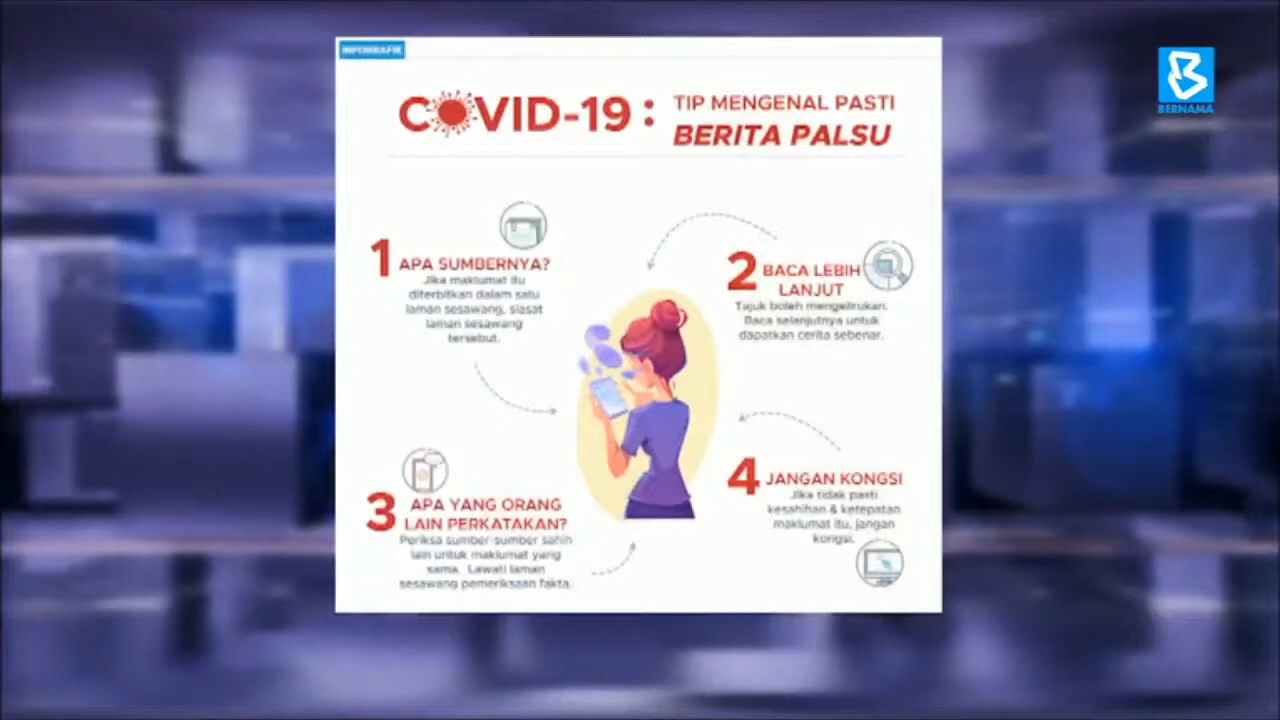 INFOGRAFIK
BERNAMA
COVID-19 :
TIP MENGENAL PASTI
BERITA PALSU
1
APA SUMBERNYA?
Jika maklumat itu
diterbitkan dalam satu
laman sesawang, siasat
laman sesawang
tersebut.
2
BACA LEBIH
LANJUT
Tajuk boleh mengelirukan.
Baca selanjutnya untuk
dapatkan cerita sebenar.
3
APA YANG ORANG
LAIN PERKATAKAN?
Periksa sumber-sumber sahih
lain untuk maklumat yang
sama. Lawati laman
sesawang pemeriksaan fakta.
4
JANGAN KONGSI
Jika tidak pasti
kesahihan & ketepatan
maklumat itu, jangan
kongsi.